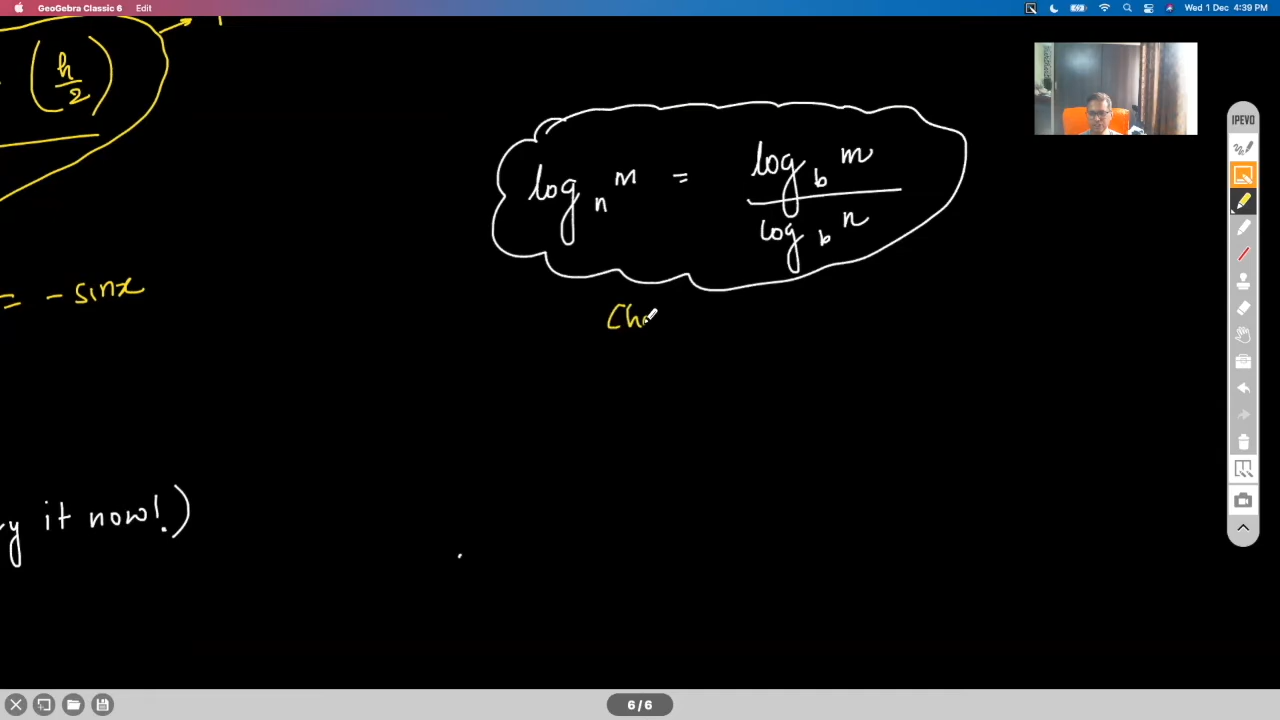 GeoGebra Classic 6 Edit Wed 1 Dec 4:39 PM
(h/2)
IPEVO
log_n m = log_b m / log_b n
= - sinx
Cha
y it now!)
6 / 6